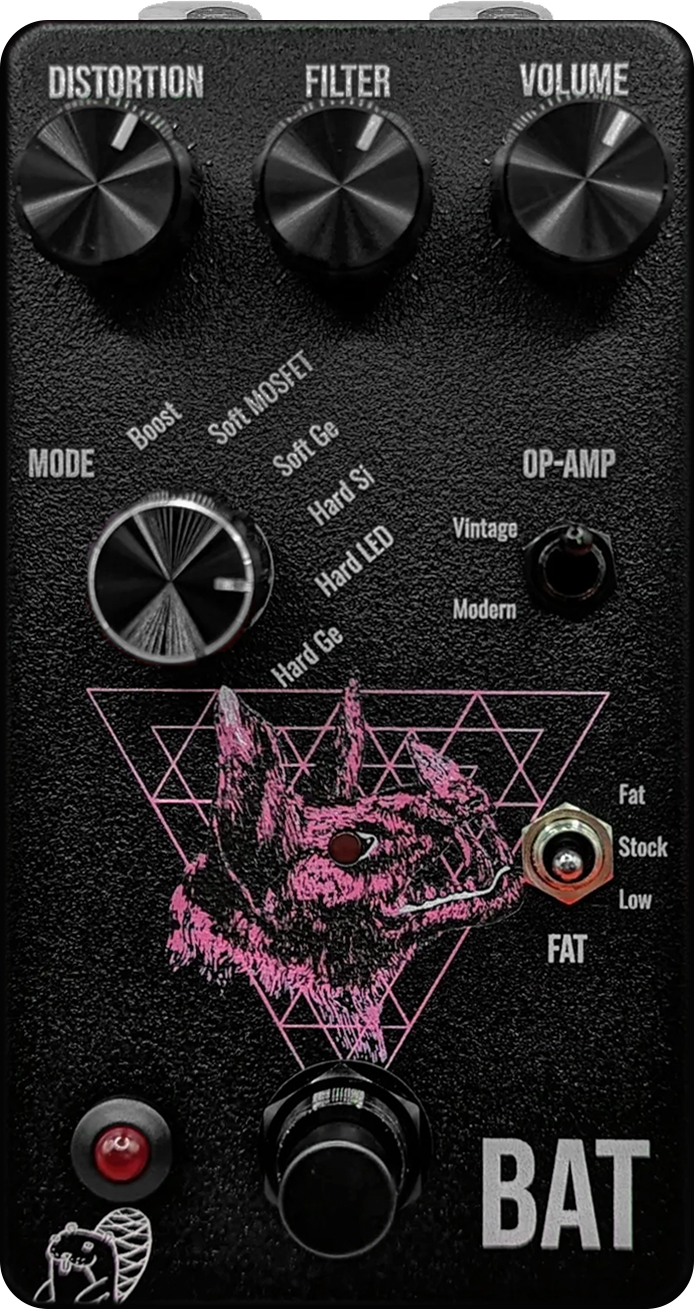 DISTORTION FILTER VOLUME
Boost
Soft MOSFET
Soft Ge
MODE
OP-AMP
Hard Si
Vintage
Hard LED
Modern
Hard Ge
Fat
Stock
Low
FAT
BAT